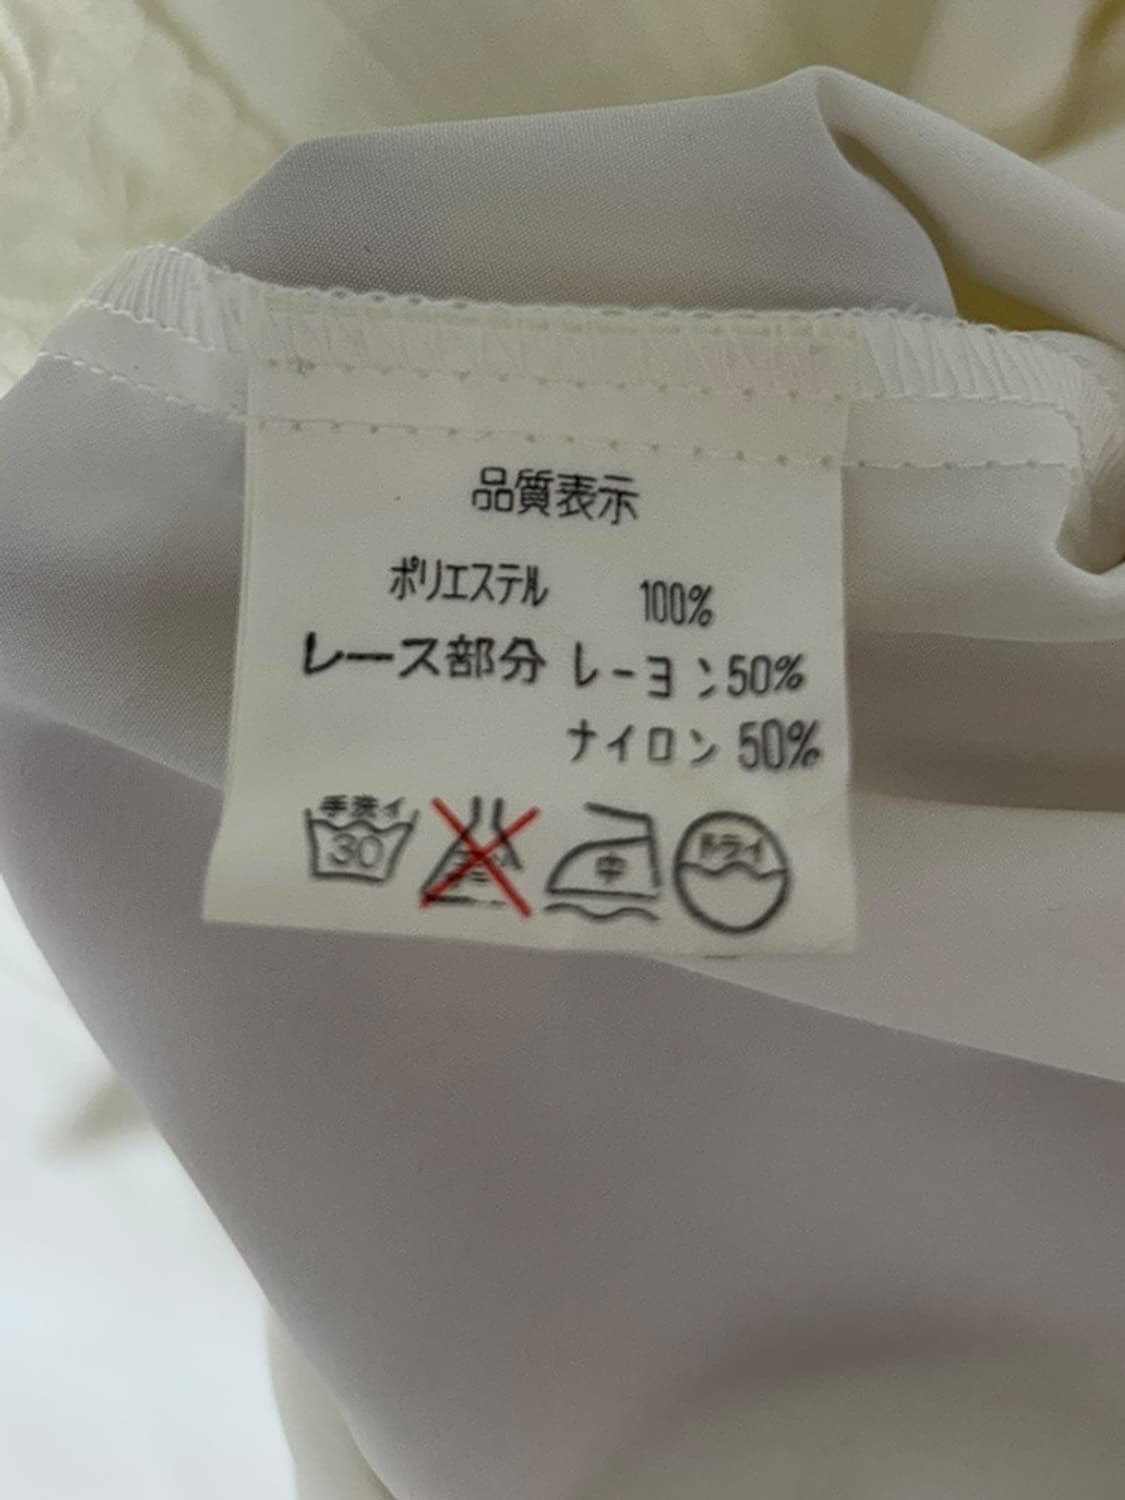 品質表示
ポリエステル 100%
レース部分 レーヨン50%
ナイロン 50%
手洗イ
30
中
ドライ